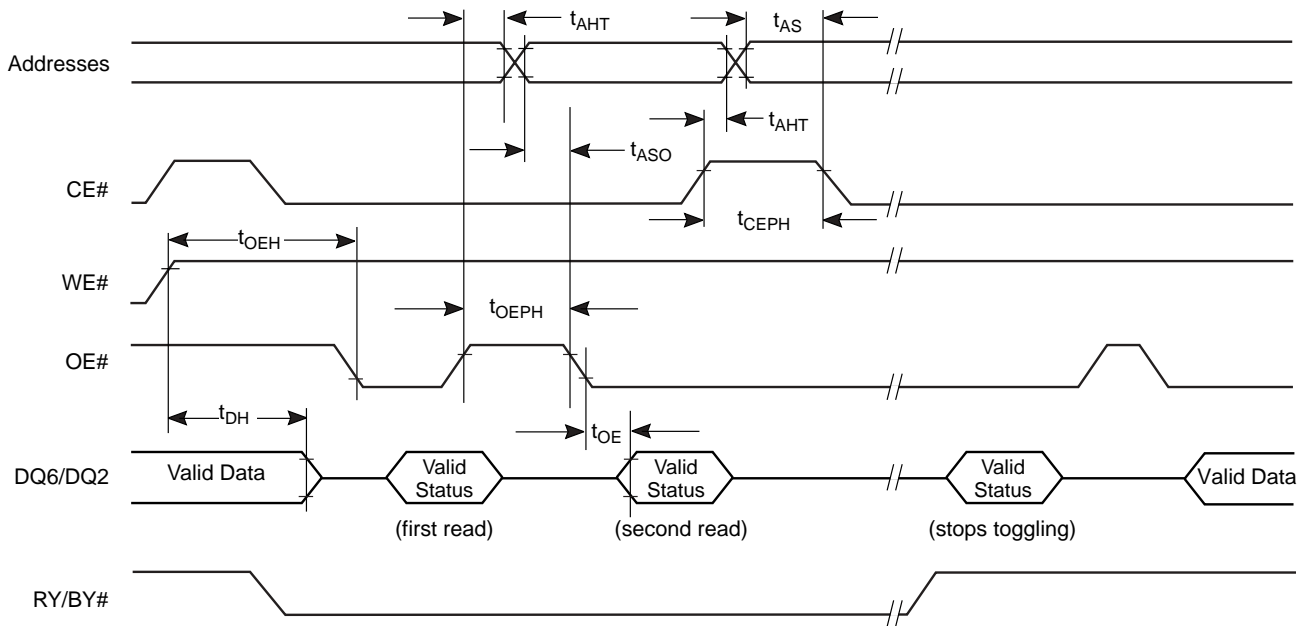 tAHT
tAS
Addresses
tAHT
tASO
CE#
tCEPH
tOEH
WE#
tOEPH
OE#
tDH
tOE
DQ6/DQ2
Valid Data
Valid
Status
Valid
Status
Valid
Status
Valid Data
(first read)
(second read)
(stops toggling)
RY/BY#